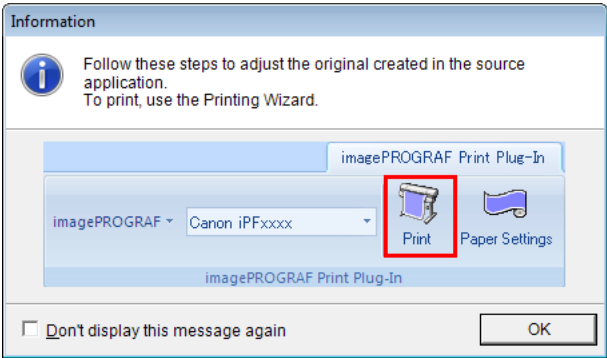 Information
Follow these steps to adjust the original created in the source
application.
To print, use the Printing Wizard.
imagePROGRAF Print Plug-In
imagePROGRAF
Canon iPFxxxx
Print
Paper Settings
imagePROGRAF Print Plug-In
Don't display this message again
OK